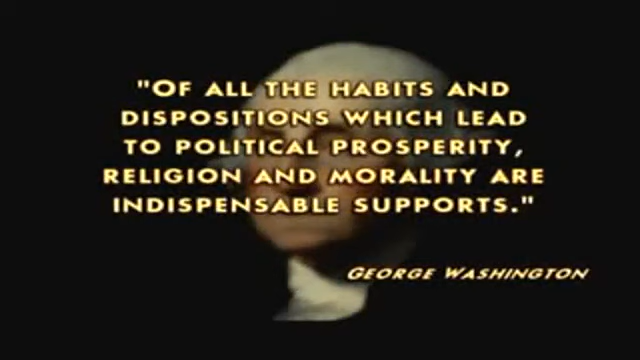 "OF ALL THE HABITS AND
DISPOSITIONS WHICH LEAD
TO POLITICAL PROSPERITY,
RELIGION AND MORALITY ARE
INDISPENSABLE SUPPORTS."
GEORGE WASHINGTON